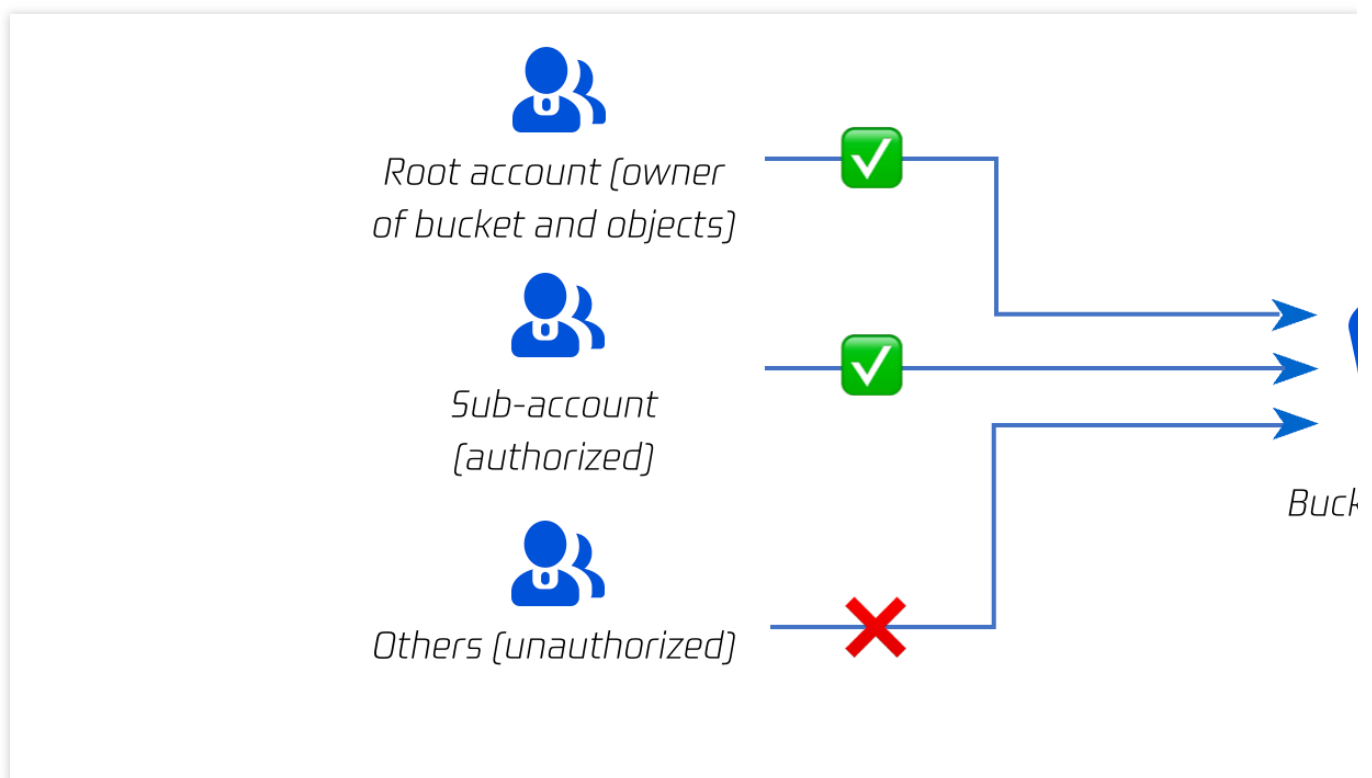 Root account (owner
of bucket and objects)
Sub-account
(authorized)
Others (unauthorized)